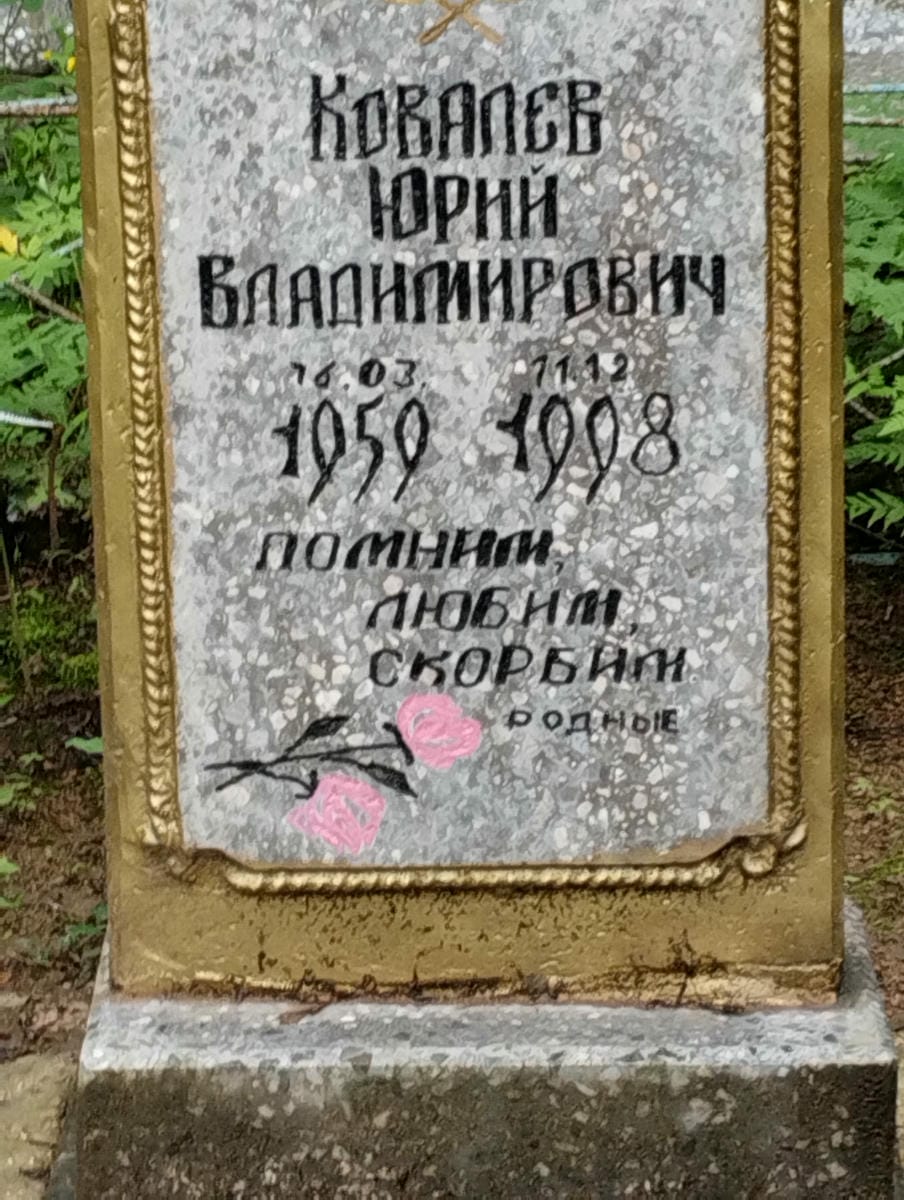 Ковалев
Юрий
Владимирович
16.03. 11.12
1959 1998
Помним,
любим,
скорбим
родные